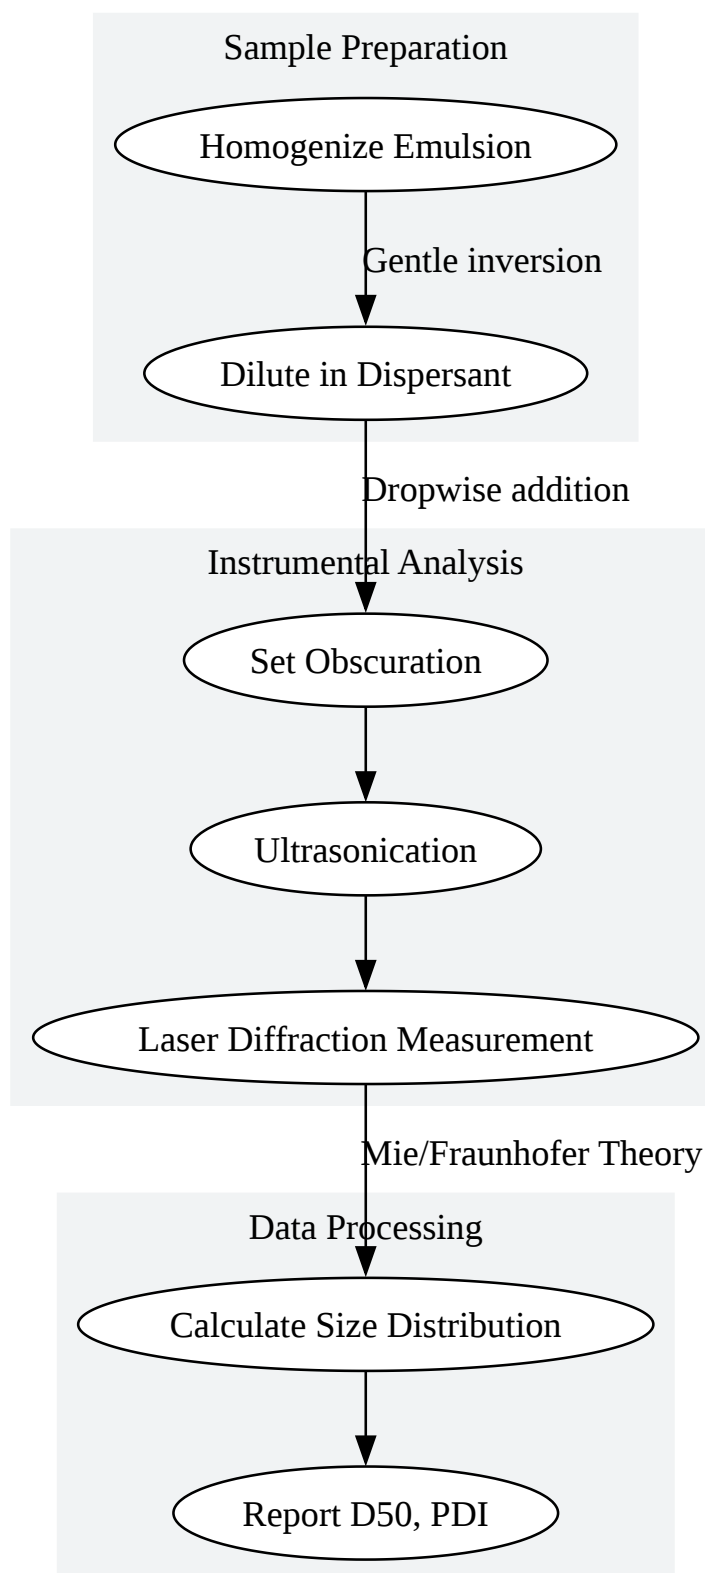 Sample Preparation
Homogenize Emulsion
Gentle inversion
Dilute in Dispersant
Dropwise addition
Instrumental Analysis
Set Obscuration
Ultrasonication
Laser Diffraction Measurement
Mie/Fraunhofer Theory
Data Processing
Calculate Size Distribution
Report D50, PDI